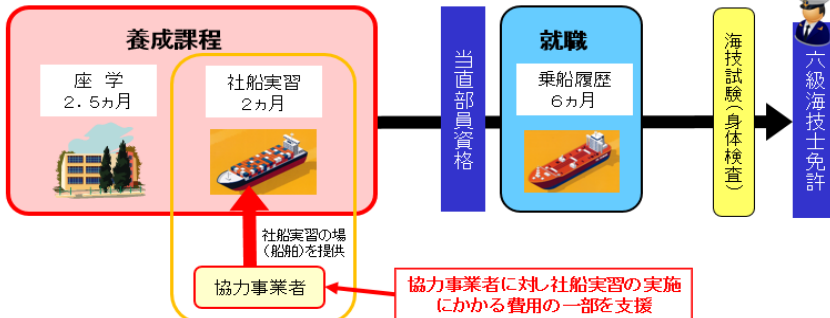 養成課程
座 学
2．5ヵ月
社船実習
2ヵ月
社船実習の場
（船舶）を提供
協力事業者
協力事業者に対し社船実習の実施
にかかる費用の一部を支援
当直部員資格
就職
乗船履歴
6ヵ月
海技試験（身体検査）
六級海技士免許